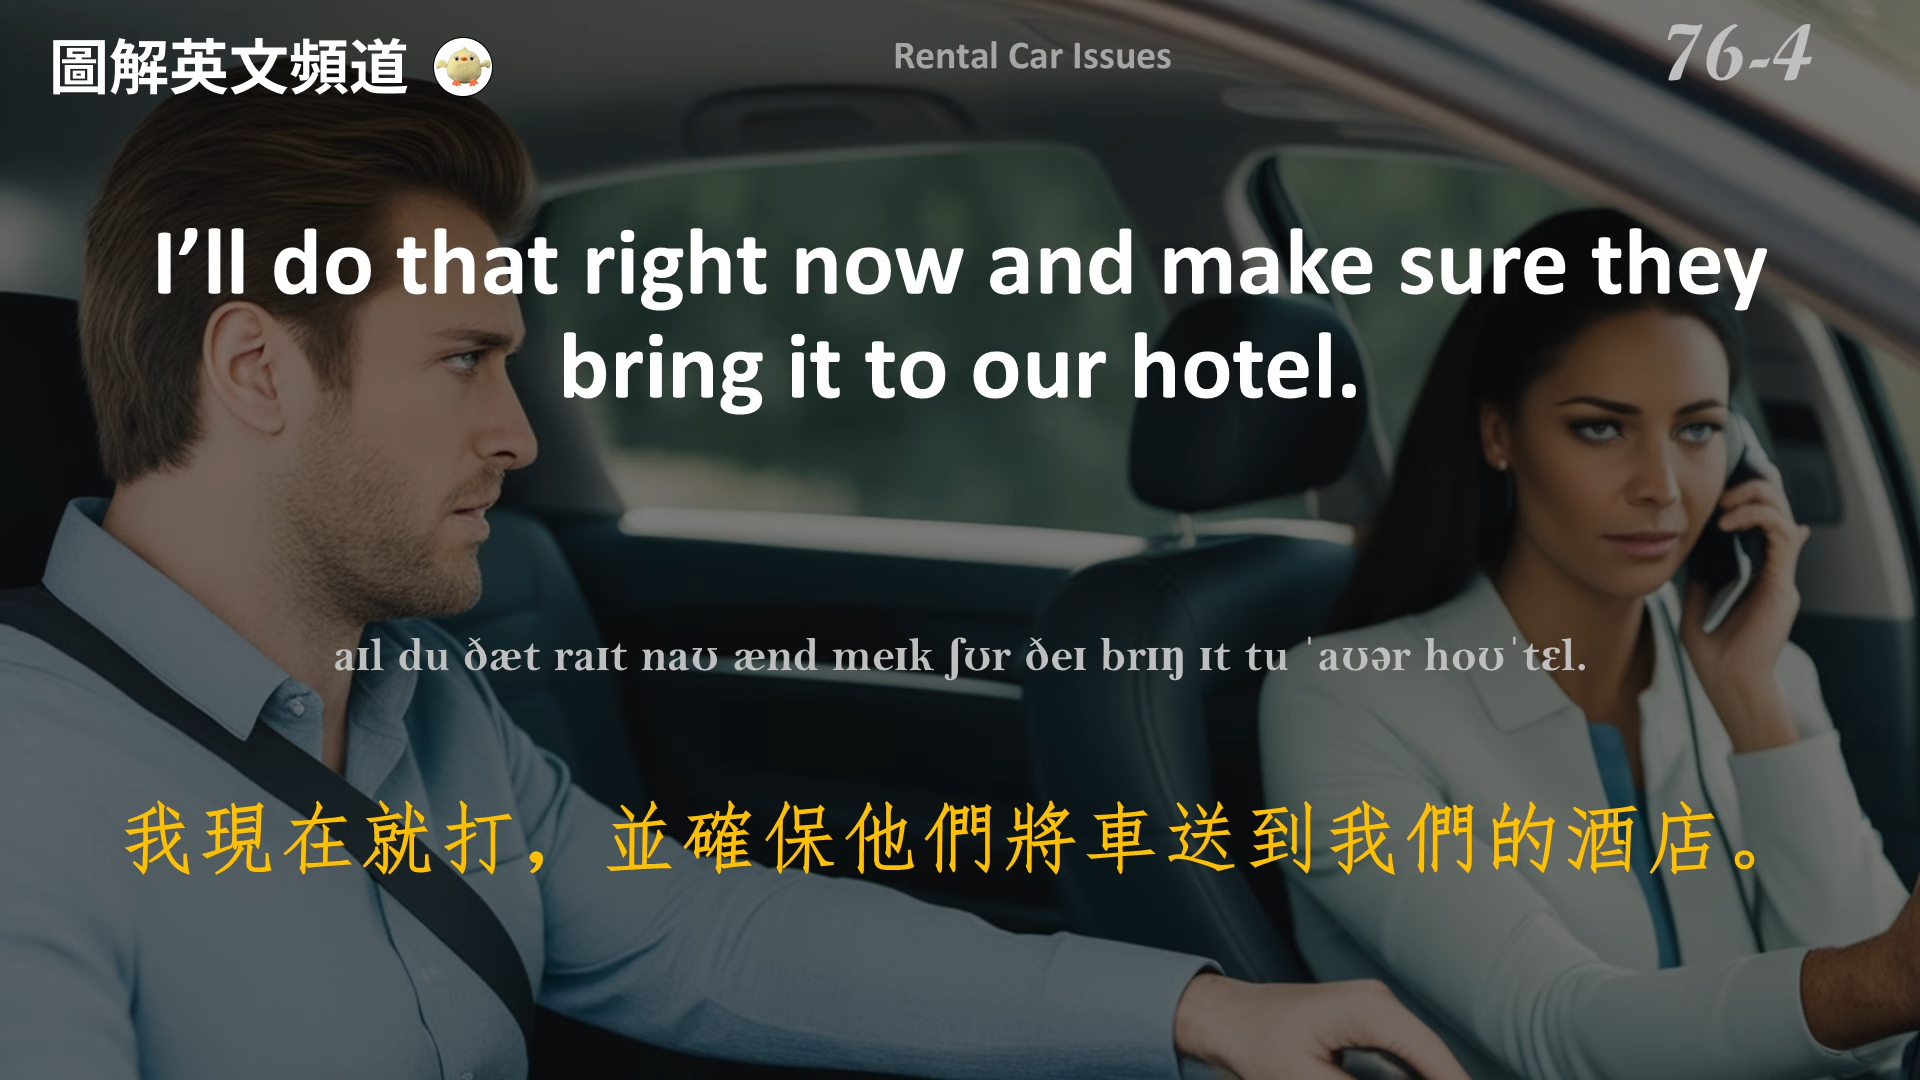 圖解英文頻道
Rental Car Issues
76-4
I’ll do that right now and make sure they
bring it to our hotel.
aɪl du ðæt raɪt naʊ ænd meɪk ʃʊr ðeɪ brɪŋ ɪt tu ˈaʊər hoʊˈtɛl.
我現在就打，並確保他們將車送到我們的酒店。